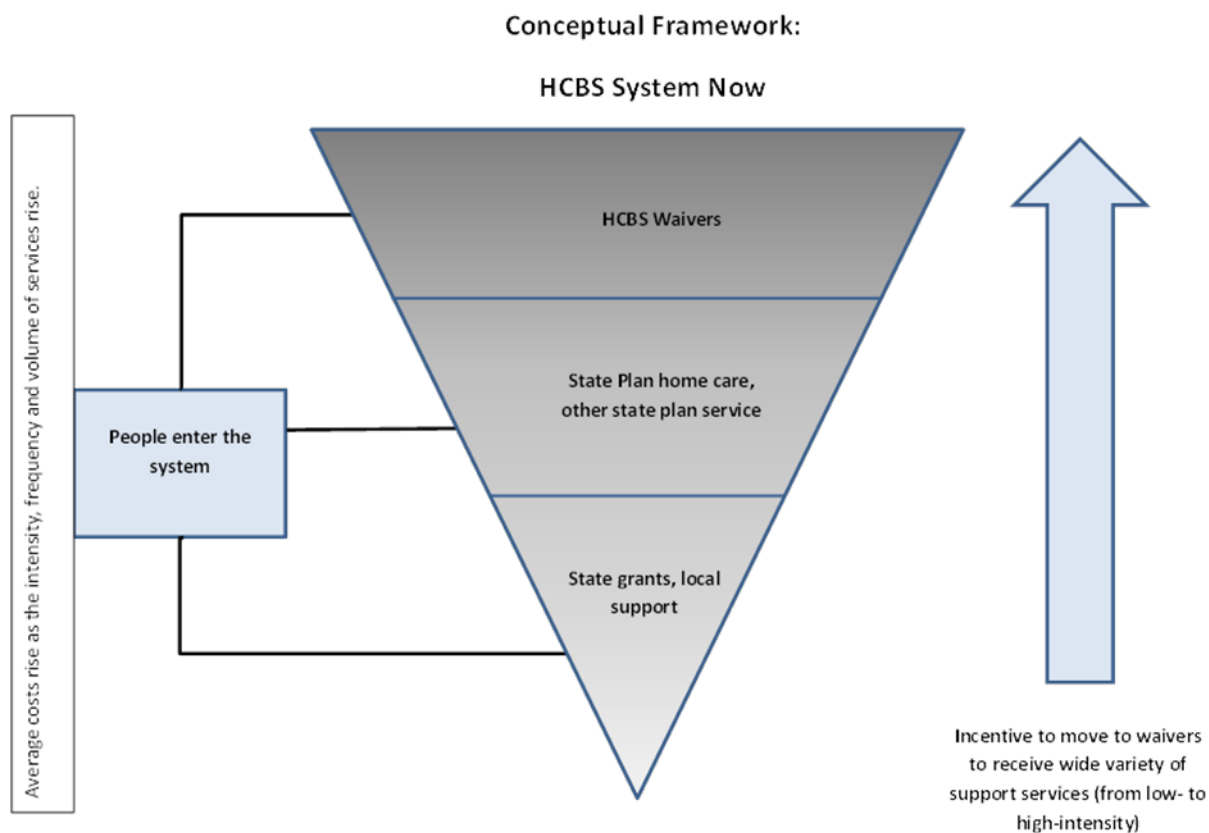 Conceptual Framework:
HCBS System Now
Average costs rise as the intensity, frequency and volume of services rise.
HCBS Waivers
People enter the
system
State Plan home care,
other state plan service
State grants, local
support
Incentive to move to waivers
to receive wide variety of
support services (from low- to
high-intensity)